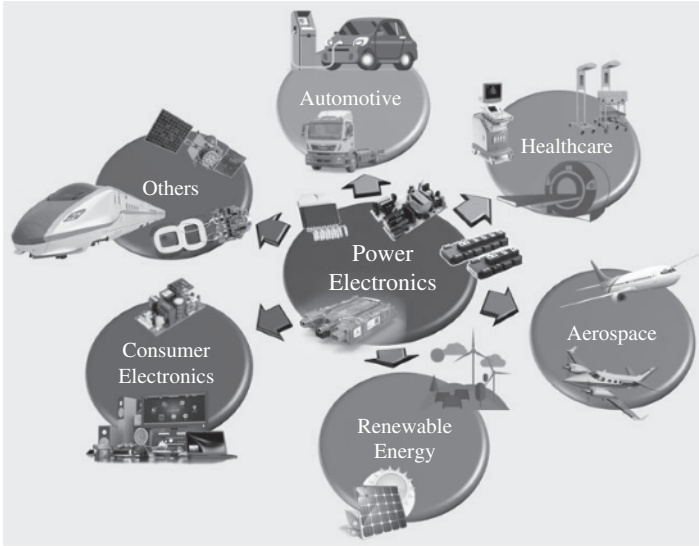 Automotive
Healthcare
Others
Power
Electronics
Aerospace
Consumer
Electronics
Renewable
Energy